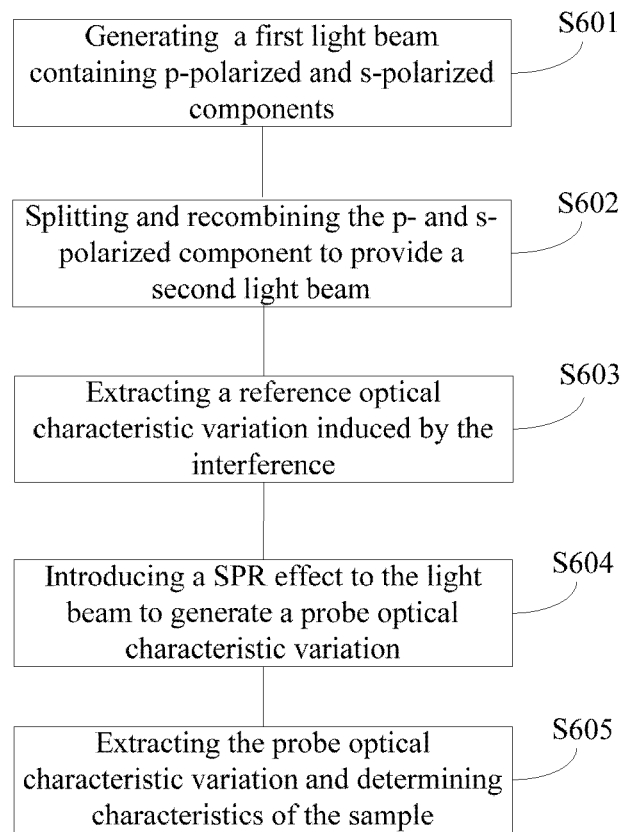 Generating a first light beam
containing p-polarized and s-polarized
components
S601
Splitting and recombining the p- and s-
polarized component to provide a
second light beam
S602
Extracting a reference optical
characteristic variation induced by the
interference
S603
Introducing a SPR effect to the light
beam to generate a probe optical
characteristic variation
S604
Extracting the probe optical
characteristic variation and determining
characteristics of the sample
S605